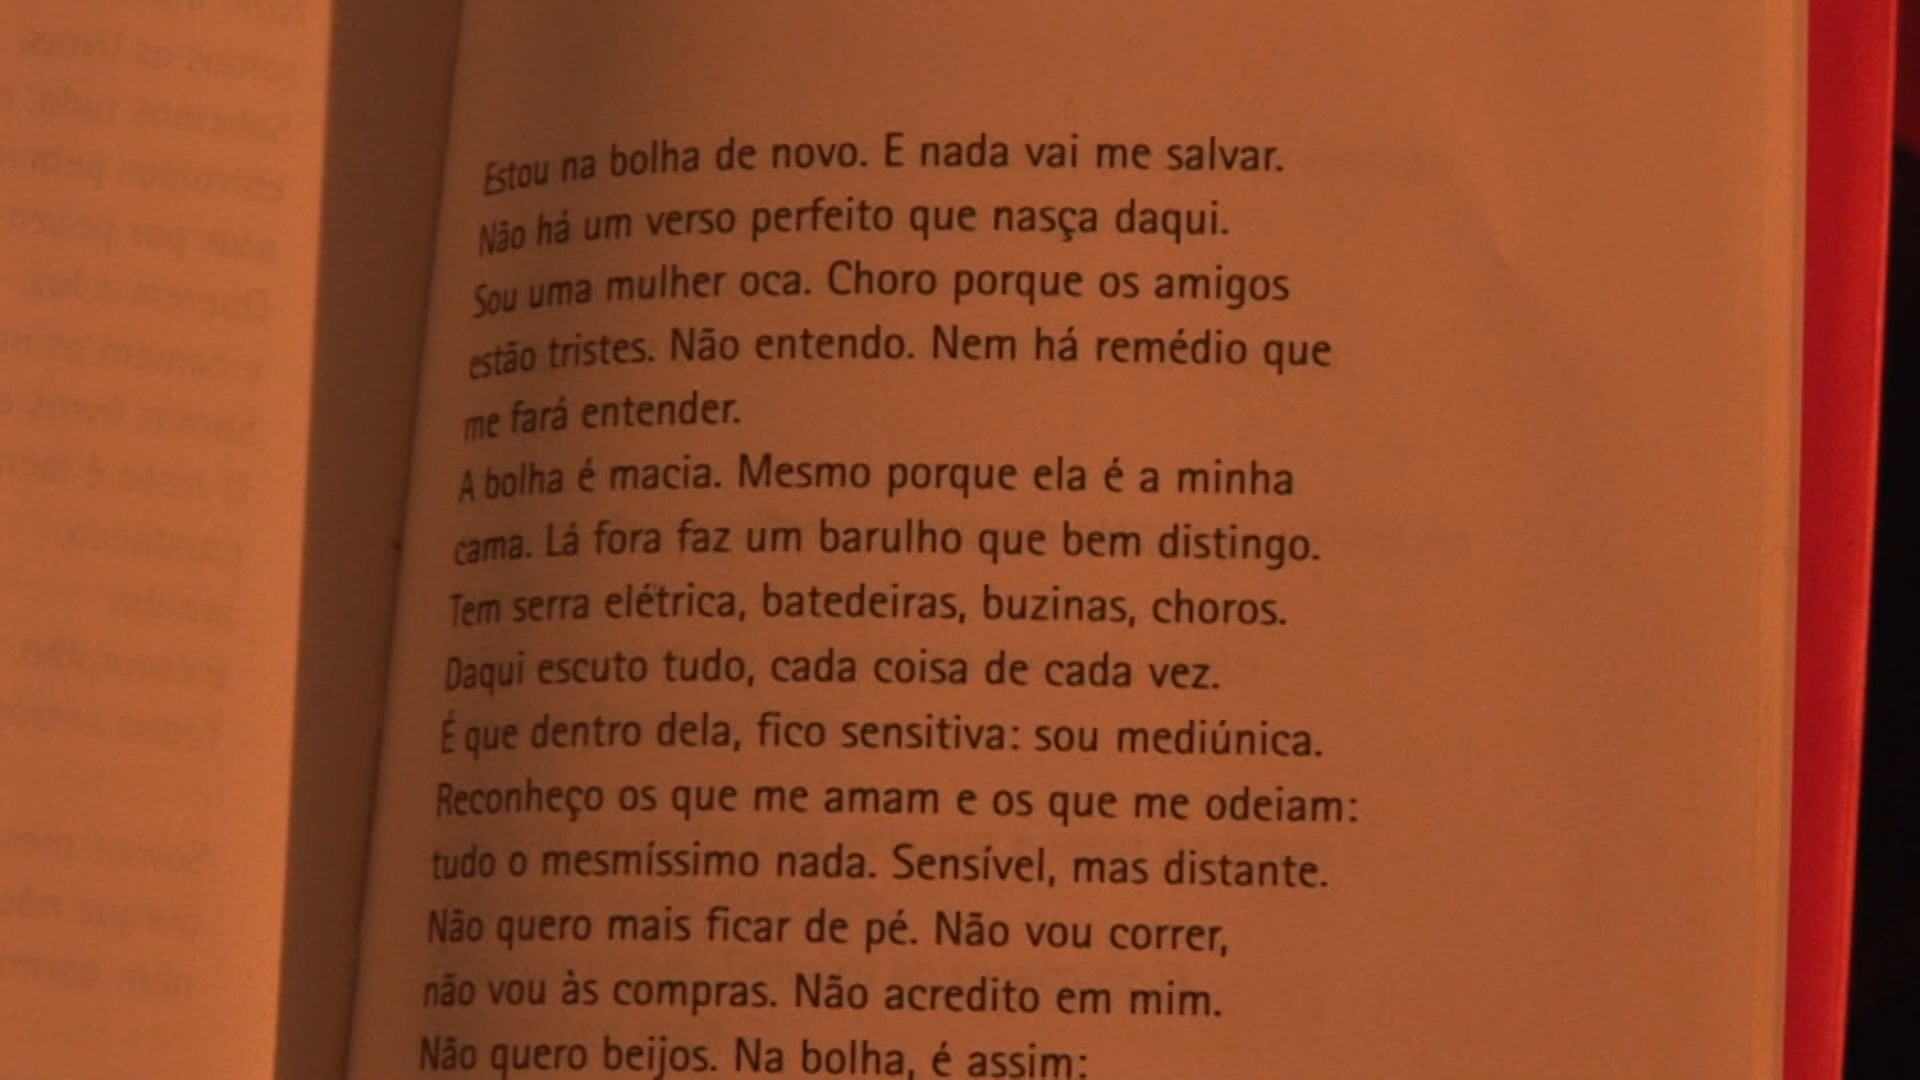 Estou na bolha de novo. E nada vai me salvar.
Não há um verso perfeito que nasça daqui.
Sou uma mulher oca. Choro porque os amigos
estão tristes. Não entendo. Nem há remédio que
me fará entender.
A bolha é macia. Mesmo porque ela é a minha
cama. Lá fora faz um barulho que bem distingo.
Tem serra elétrica, batedeiras, buzinas, choros.
Daqui escuto tudo, cada coisa de cada vez.
É que dentro dela, fico sensitiva: sou mediúnica.
Reconheço os que me amam e os que me odeiam:
tudo o mesmíssimo nada. Sensível, mas distante.
Não quero mais ficar de pé. Não vou correr,
não vou às compras. Não acredito em mim.
Não quero beijos. Na bolha, é assim: